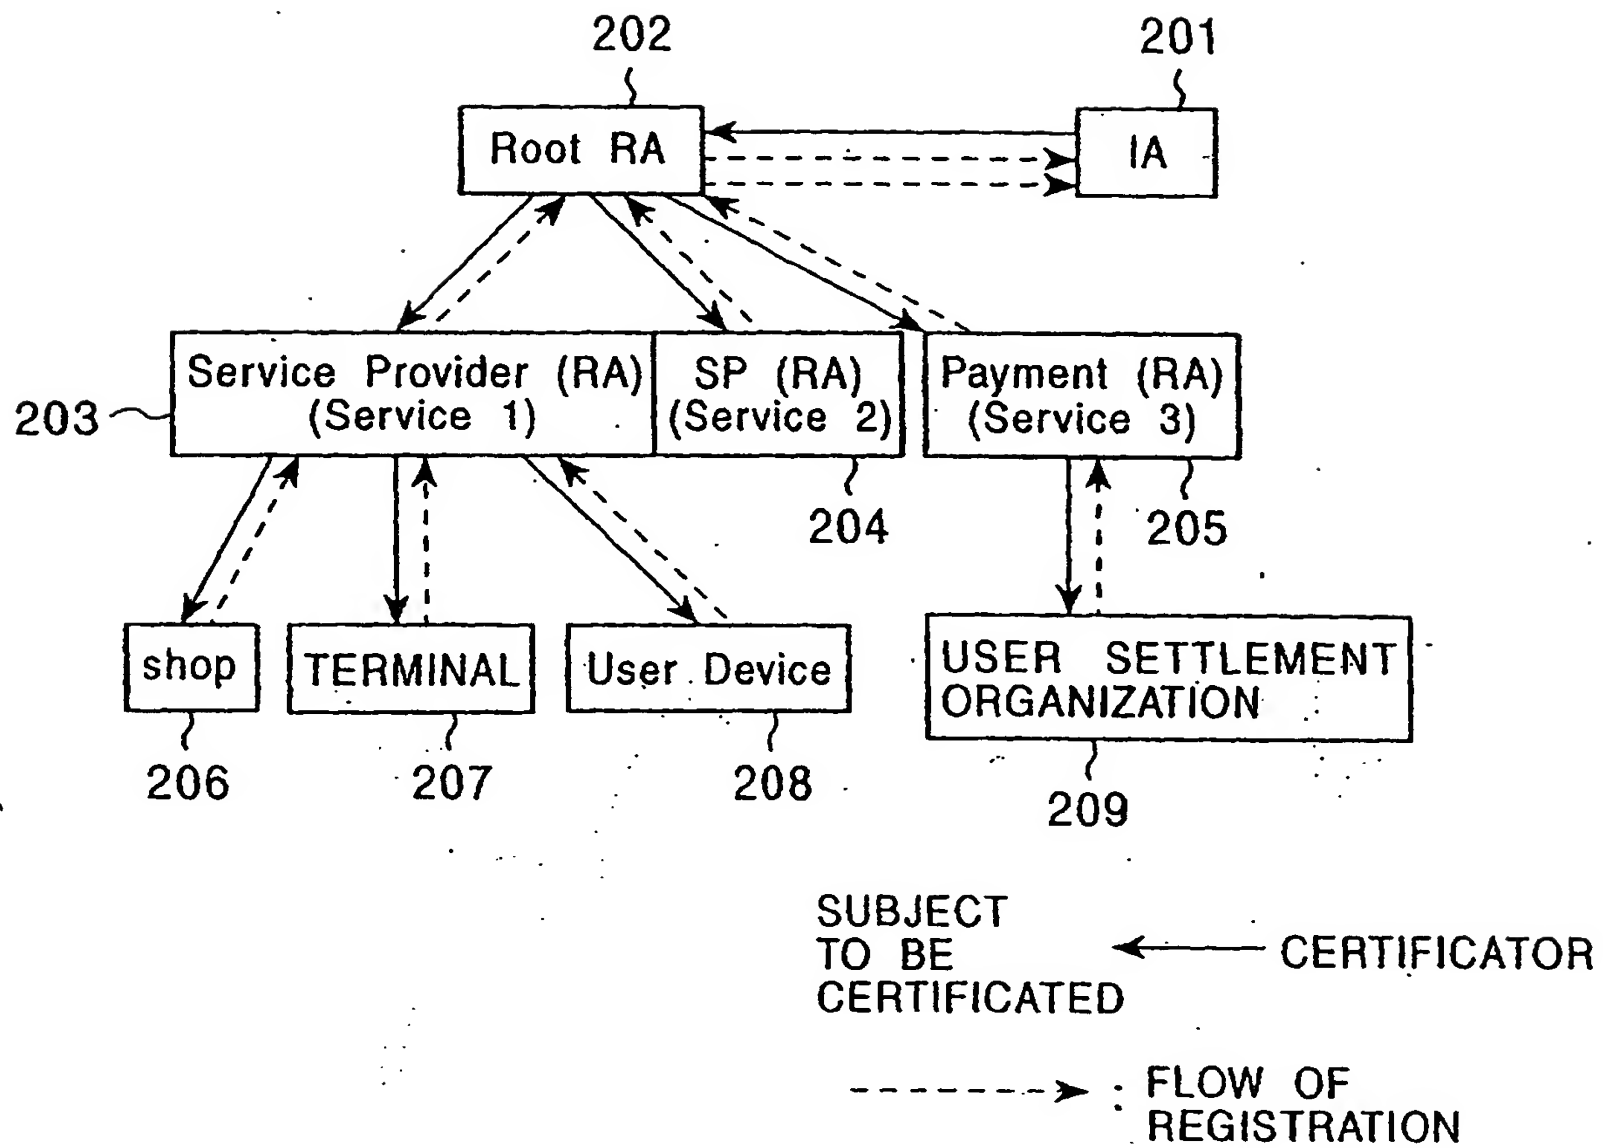 202
201
Root RA
IA
Service Provider (RA)
(Service 1)
SP (RA)
(Service 2)
Payment (RA)
(Service 3)
203
204
205
shop
TERMINAL
User Device
USER SETTLEMENT
ORGANIZATION
206
207
208
209
SUBJECT
TO BE
CERTIFICATED
CERTIFICATOR
: FLOW OF
REGISTRATION